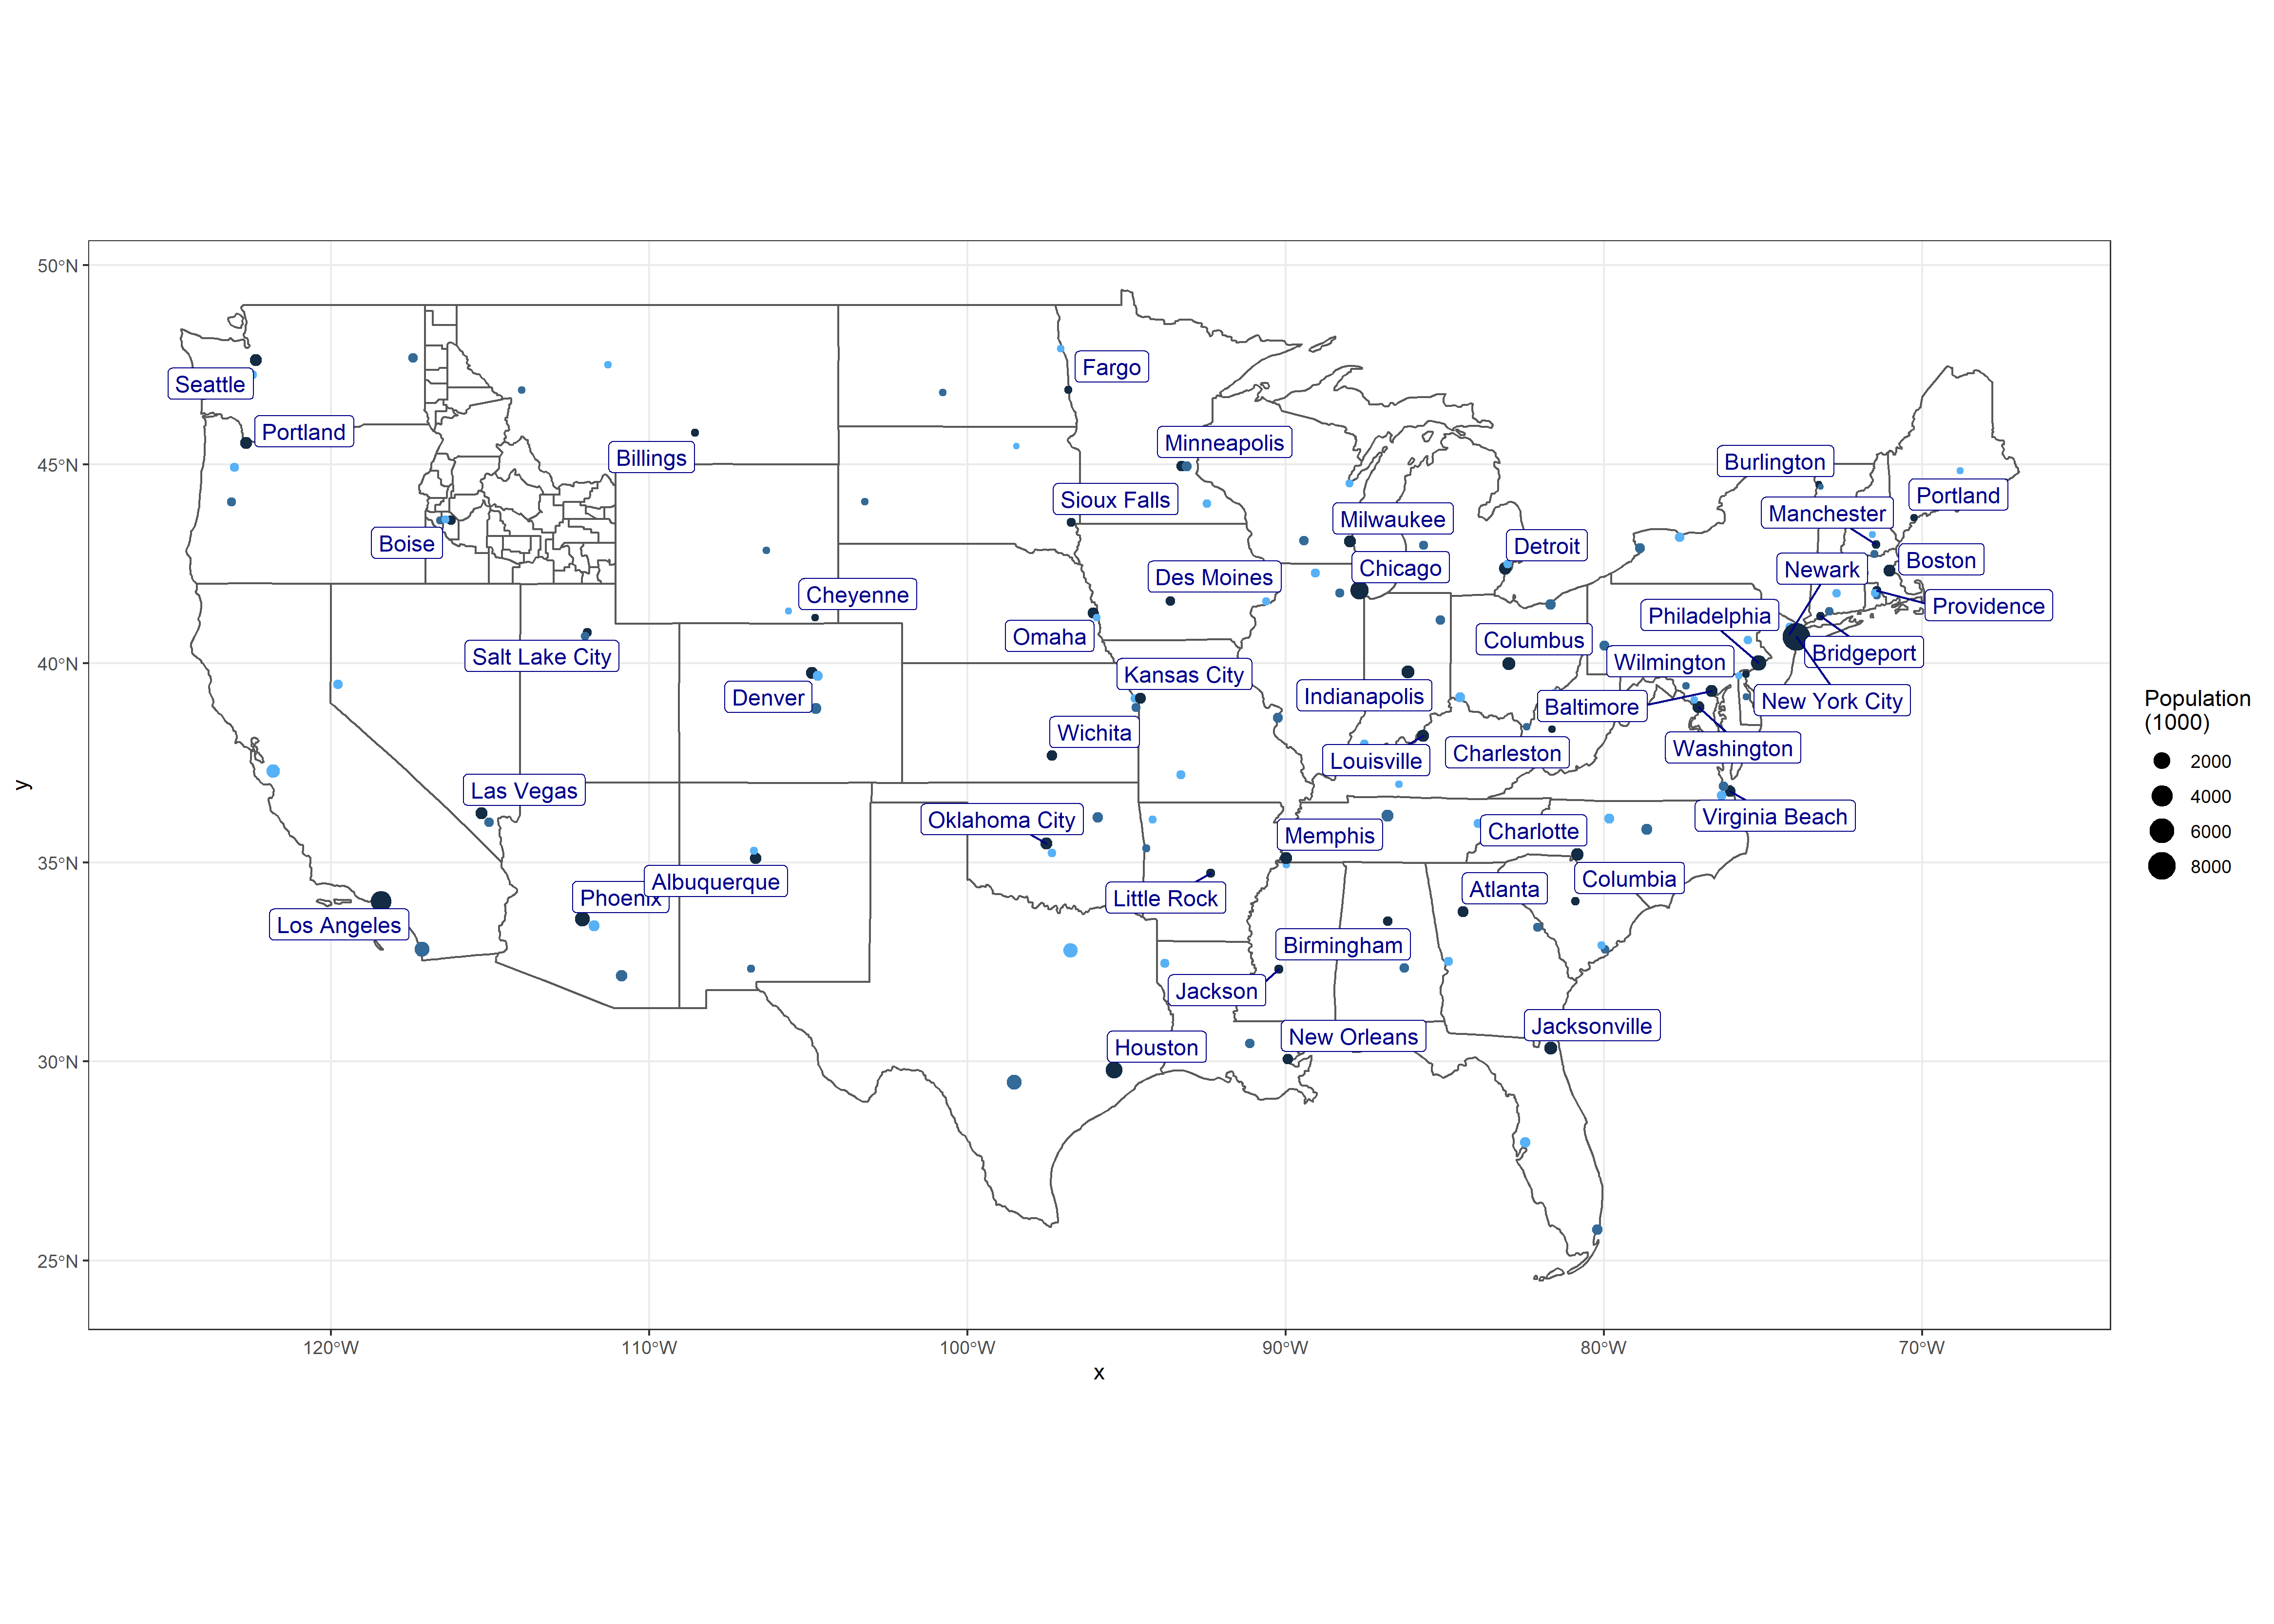 50°N
45°N
40°N
35°N
30°N
25°N
y
Fargo
Seattle
Portland
Minneapolis
Billings
Burlington
Sioux Falls
Portland
Manchester
Milwaukee
Boise
Detroit
Boston
Chicago
Newark
Des Moines
Cheyenne
Providence
Philadelphia
Omaha
Columbus
Salt Lake City
Bridgeport
Wilmington
Kansas City
Denver
Indianapolis
New York City
Baltimore
Wichita
Washington
Charleston
Louisville
Las Vegas
Virginia Beach
Oklahoma City
Charlotte
Memphis
Columbia
Albuquerque
Atlanta
Phoenix
Little Rock
Los Angeles
Birmingham
Jackson
Jacksonville
New Orleans
Houston
120°W
110°W
100°W
90°W
80°W
70°W
x
Population
(1000)
2000
4000
6000
8000